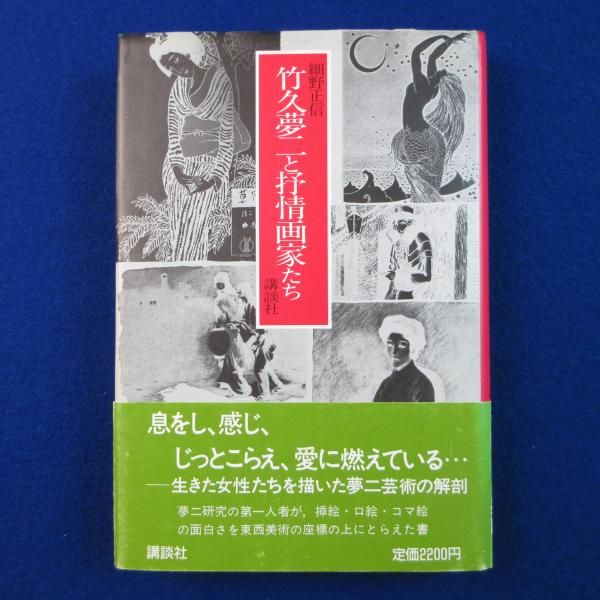 細野正信
竹久夢二と抒情画家たち
講談社
息をし、感じ、
じっとこらえ、愛に燃えている…
──生きた女性たちを描いた夢二芸術の解剖
夢二研究の第一人者が，挿絵・口絵・コマ絵
の面白さを東西美術の座標の上にとらえた書
講談社
定価2200円